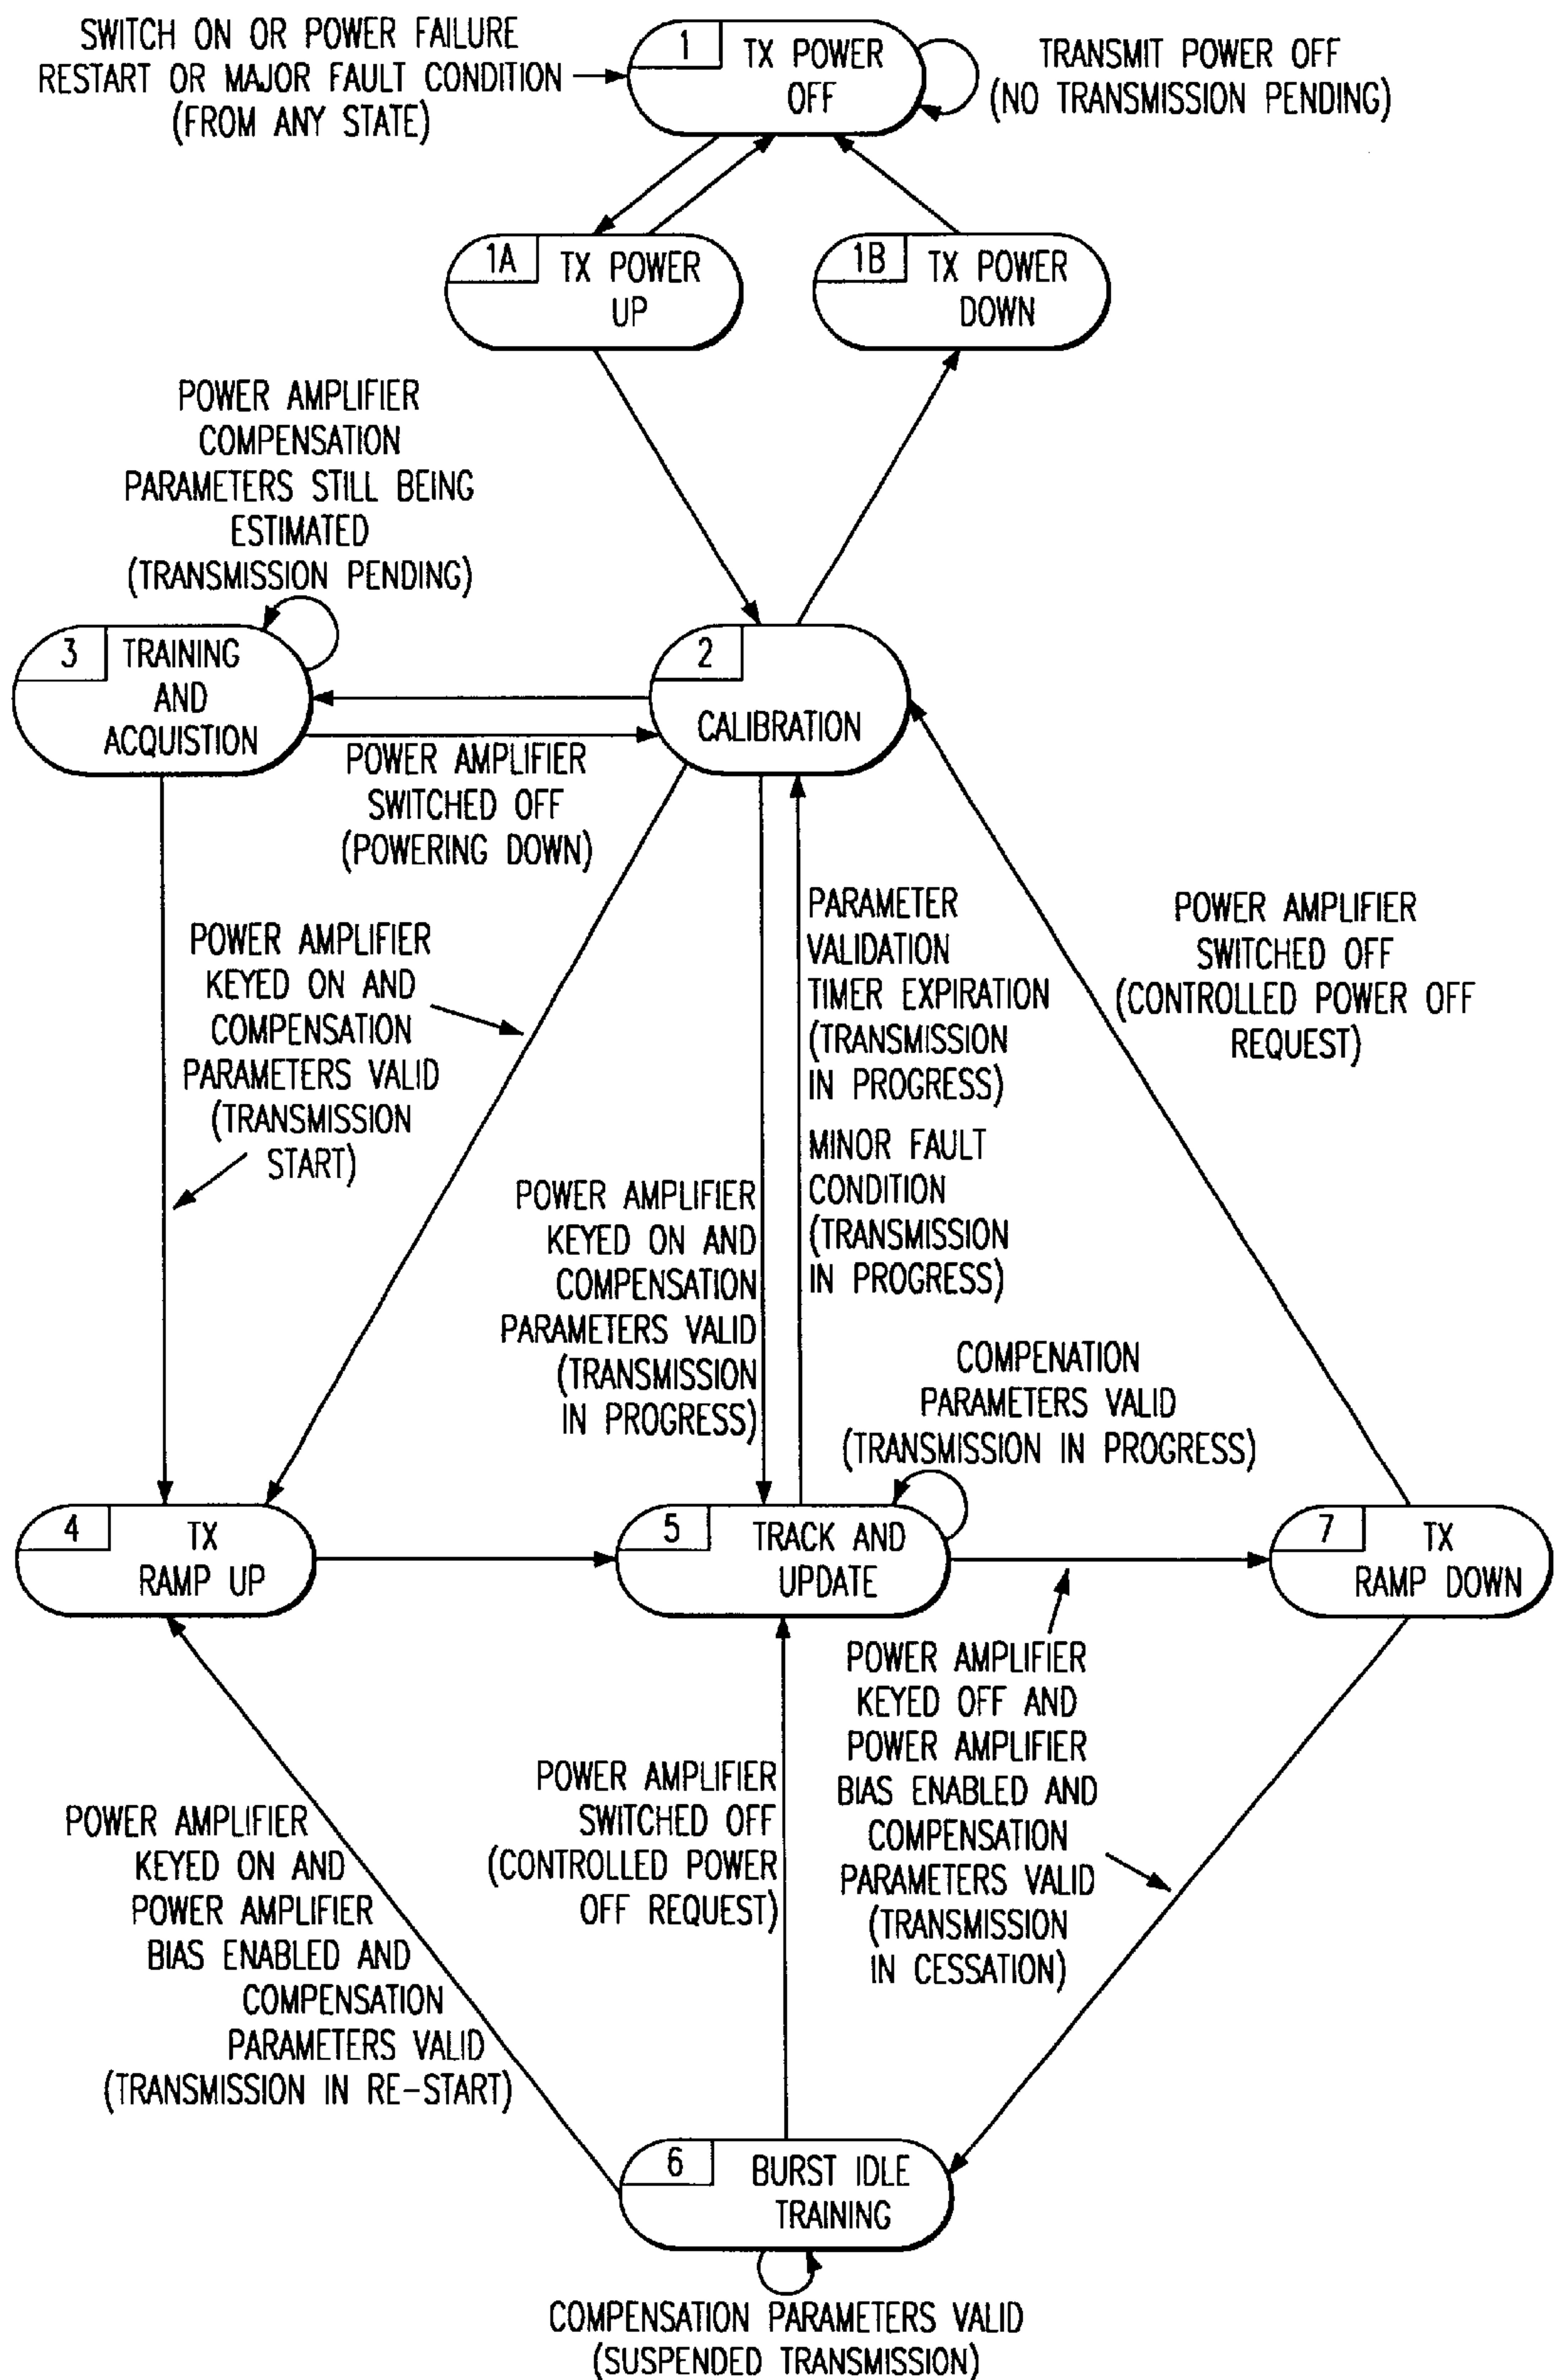 SWITCH ON OR POWER FAILURE
RESTART OR MAJOR FAULT CONDITION
(FROM ANY STATE)
1
TX POWER
OFF
TRANSMIT POWER OFF
(NO TRANSMISSION PENDING)
1A
TX POWER
UP
1B
TX POWER
DOWN
POWER AMPLIFIER
COMPENSATION
PARAMETERS STILL BEING
ESTIMATED
(TRANSMISSION PENDING)
3
TRAINING
AND
ACQUISTION
2
CALIBRATION
POWER AMPLIFIER
SWITCHED OFF
(POWERING DOWN)
POWER AMPLIFIER
KEYED ON AND
COMPENSATION
PARAMETERS VALID
(TRANSMISSION
START)
PARAMETER
VALIDATION
TIMER EXPIRATION
(TRANSMISSION
IN PROGRESS)
MINOR FAULT
CONDITION
(TRANSMISSION
IN PROGRESS)
POWER AMPLIFIER
SWITCHED OFF
(CONTROLLED POWER OFF
REQUEST)
POWER AMPLIFIER
KEYED ON AND
COMPENSATION
PARAMETERS VALID
(TRANSMISSION
IN PROGRESS)
COMPENATION
PARAMETERS VALID
(TRANSMISSION IN PROGRESS)
4
TX
RAMP UP
5
TRACK AND
UPDATE
7
TX
RAMP DOWN
POWER AMPLIFIER
KEYED ON AND
POWER AMPLIFIER
BIAS ENABLED AND
COMPENSATION
PARAMETERS VALID
(TRANSMISSION IN RE-START)
POWER AMPLIFIER
SWITCHED OFF
(CONTROLLED POWER
OFF REQUEST)
POWER AMPLIFIER
KEYED OFF AND
POWER AMPLIFIER
BIAS ENABLED AND
COMPENSATION
PARAMETERS VALID
(TRANSMISSION
IN CESSATION)
6
BURST IDLE
TRAINING
COMPENSATION PARAMETERS VALID
(SUSPENDED TRANSMISSION)